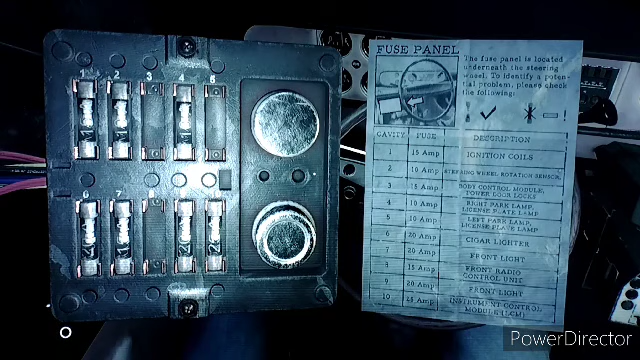 1 2 3 4 5
6 7 8
FUSE PANEL
The fuse panel is located
underneath the steering
wheel. To identify a poten-
tial problem, please check
the following:
CAVITY FUSE DESCRIPTION
1 15 Amp IGNITION COILS
2 10 Amp STEERING WHEEL ROTATION SENSOR
3 15 Amp BODY CONTROL MODULE,
POWER DOOR LOCKS
4 10 Amp RIGHT PARK LAMP,
LICENSE PLATE LAMP
5 10 Amp LEFT PARK LAMP,
LICENSE PLATE LAMP
6 20 Amp CIGAR LIGHTER
7 20 Amp FRONT LIGHT
8 15 Amp FRONT RADIO
CONTROL UNIT
9 20 Amp FRONT LIGHT
10 Amp INSTRUMENT CONTROL
MODULE (LCM)
PowerDirector